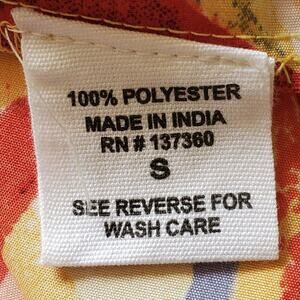 100% POLYESTER
MADE IN INDIA
RN # 137360
S
SEE REVERSE FOR
WASH CARE